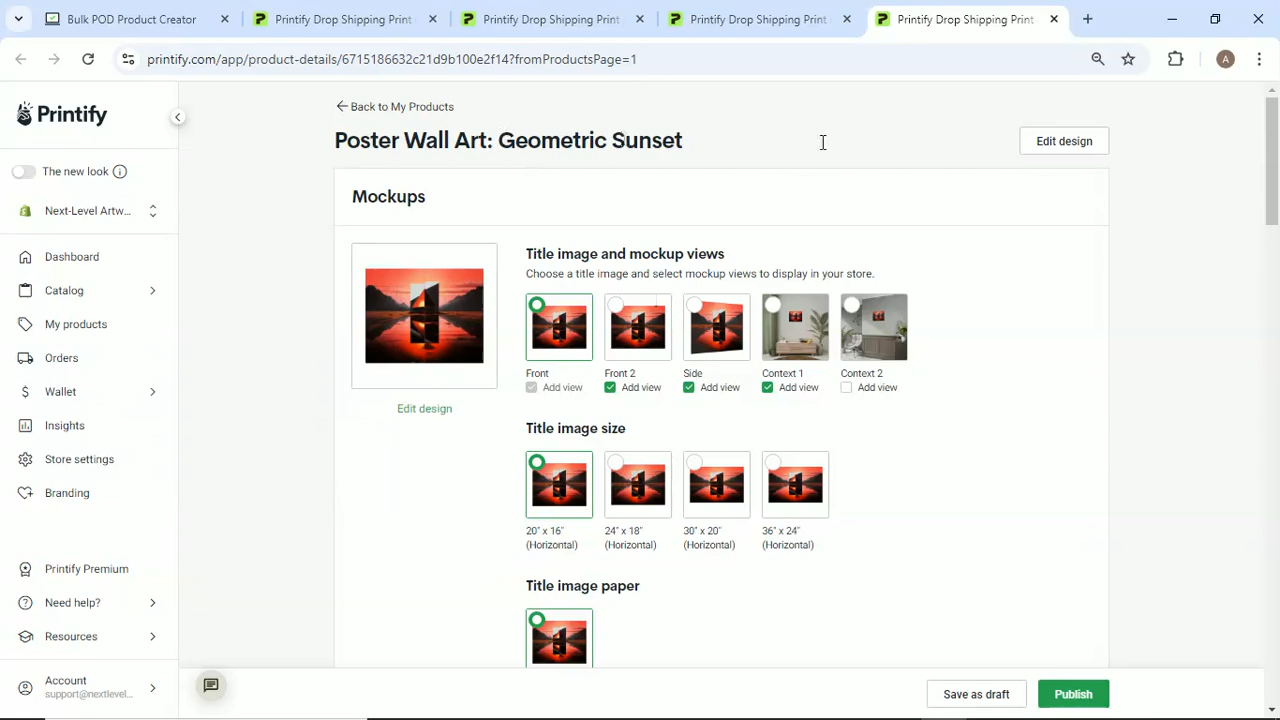 Bulk POD Product Creator
Printify Drop Shipping Print
Printify Drop Shipping Print
Printify Drop Shipping Print
Printify Drop Shipping Print
printify.com/app/product-details/6715186632c21d9b100e2f14?fromProductsPage=1
A
Printify
The new look
Next-Level Artw...
Dashboard
Catalog
My products
Orders
Wallet
Insights
Store settings
Branding
Printify Premium
Need help?
Resources
Account
support@nextlevel...
Back to My Products
Poster Wall Art: Geometric Sunset
Edit design
Mockups
Edit design
Title image and mockup views
Choose a title image and select mockup views to display in your store.
Front Front 2 Side Context 1 Context 2
Add view Add view Add view Add view Add view
Title image size
20" x 16" 24" x 18" 30" x 20" 36" x 24"
(Horizontal) (Horizontal) (Horizontal) (Horizontal)
Title image paper
Save as draft
Publish